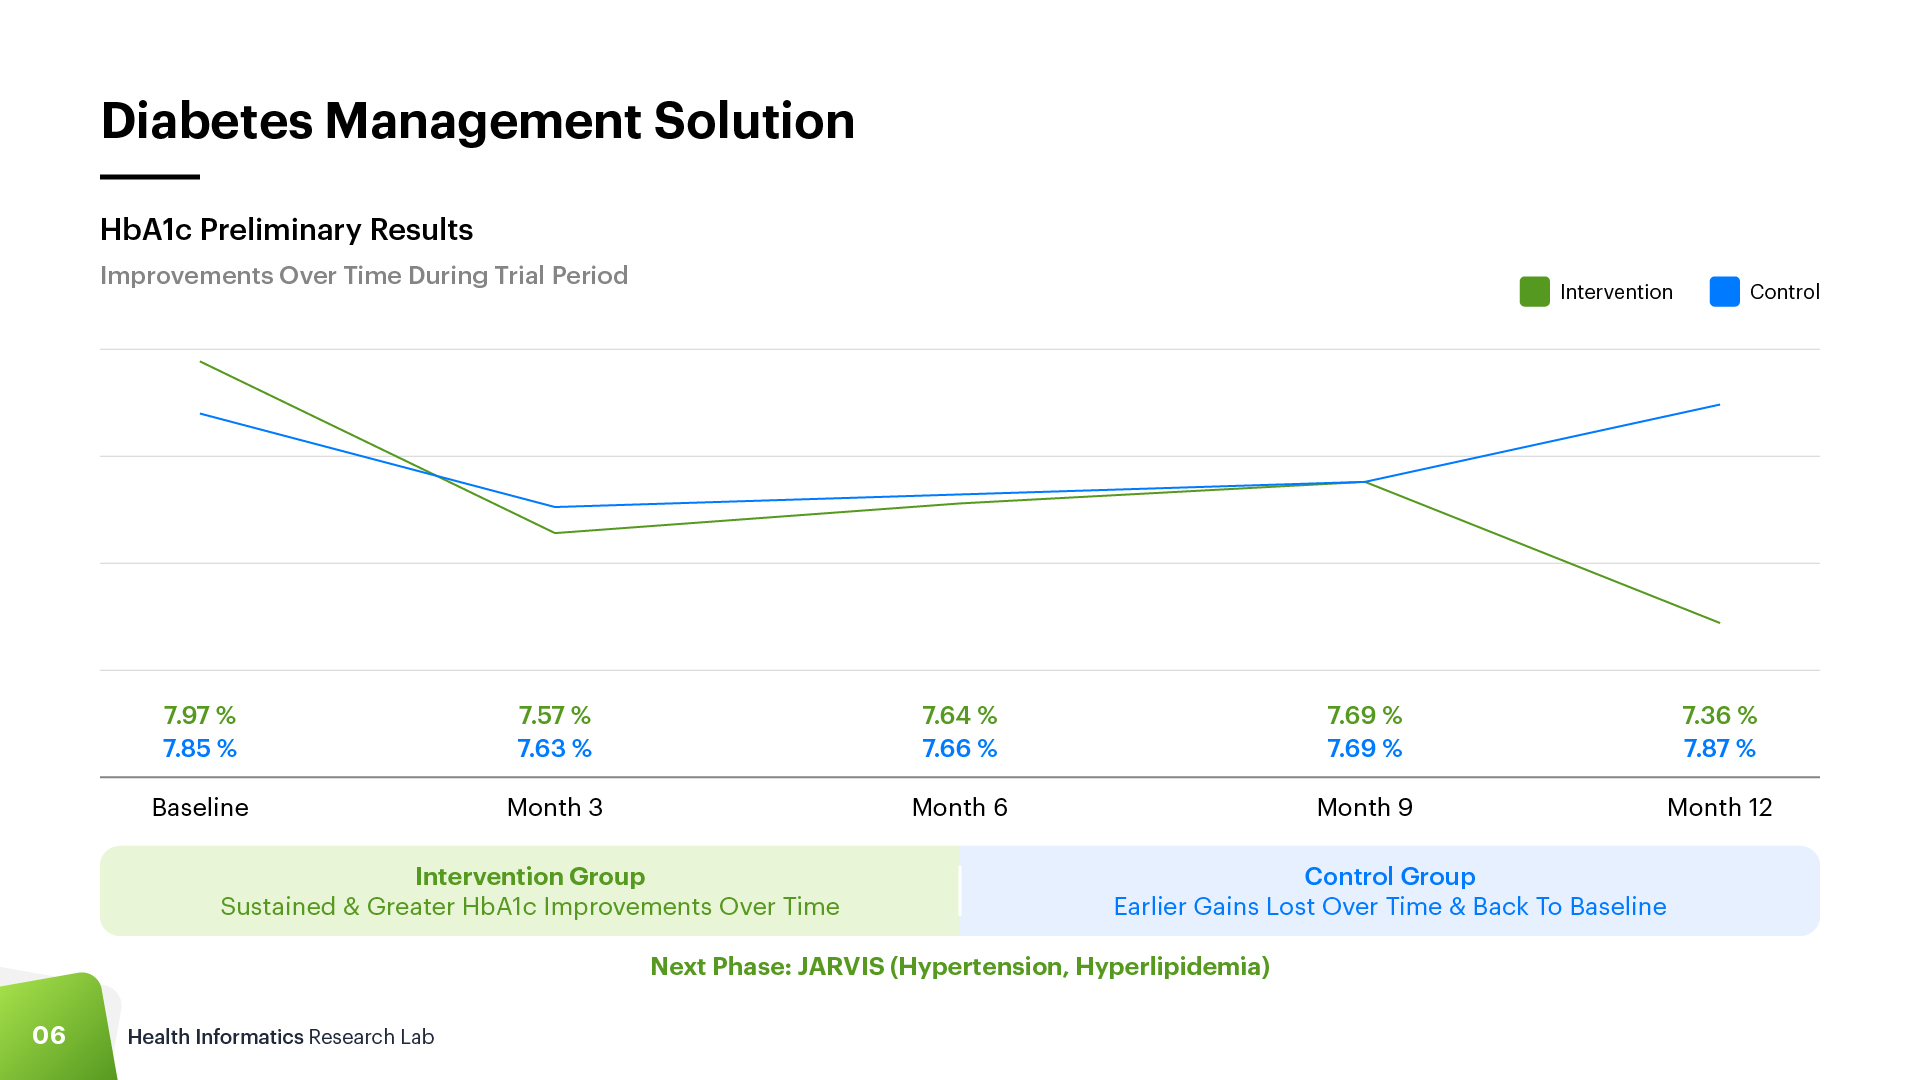 Diabetes Management Solution
HbA1c Preliminary Results
Improvements Over Time During Trial Period
Intervention
Control
7.97 %
7.57 %
7.64 %
7.69 %
7.36 %
7.85 %
7.63 %
7.66 %
7.69 %
7.87 %
Baseline
Month 3
Month 6
Month 9
Month 12
Intervention Group
Sustained & Greater HbA1c Improvements Over Time
Control Group
Earlier Gains Lost Over Time & Back To Baseline
Next Phase: JARVIS (Hypertension, Hyperlipidemia)
06
Health Informatics Research Lab